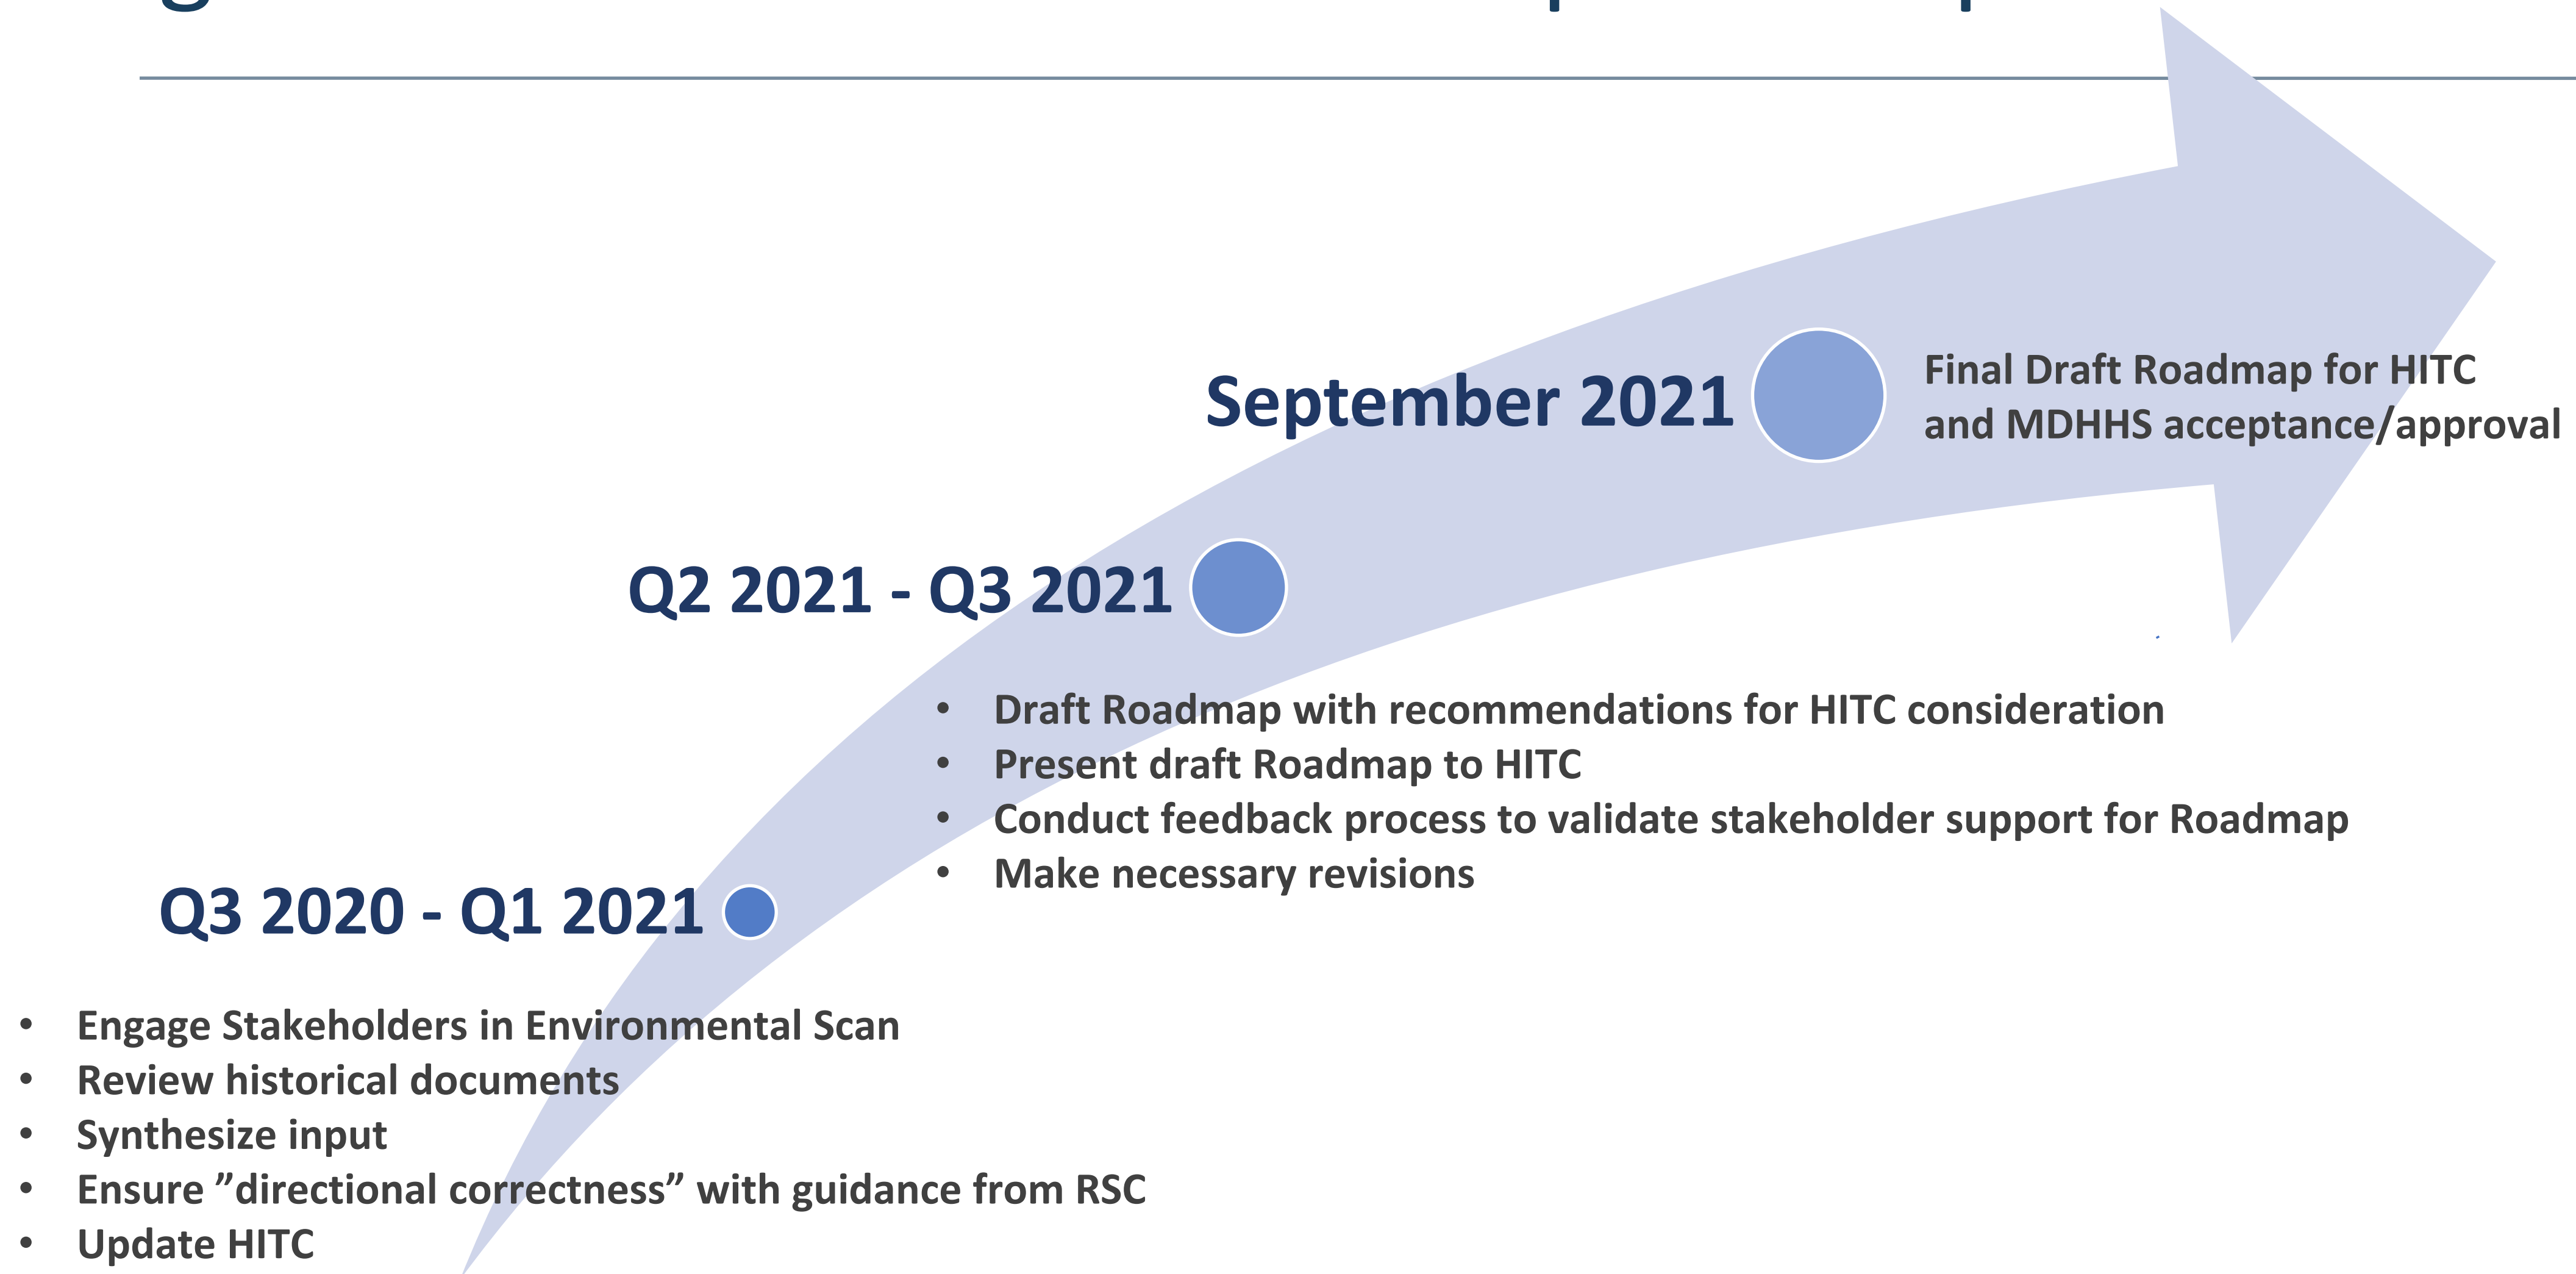 September 2021
Final Draft Roadmap for HITC
and MDHHS acceptance/approval
Q2 2021 - Q3 2021
• Draft Roadmap with recommendations for HITC consideration
• Present draft Roadmap to HITC
• Conduct feedback process to validate stakeholder support for Roadmap
• Make necessary revisions
Q3 2020 - Q1 2021
• Engage Stakeholders in Environmental Scan
• Review historical documents
• Synthesize input
• Ensure ”directional correctness” with guidance from RSC
• Update HITC